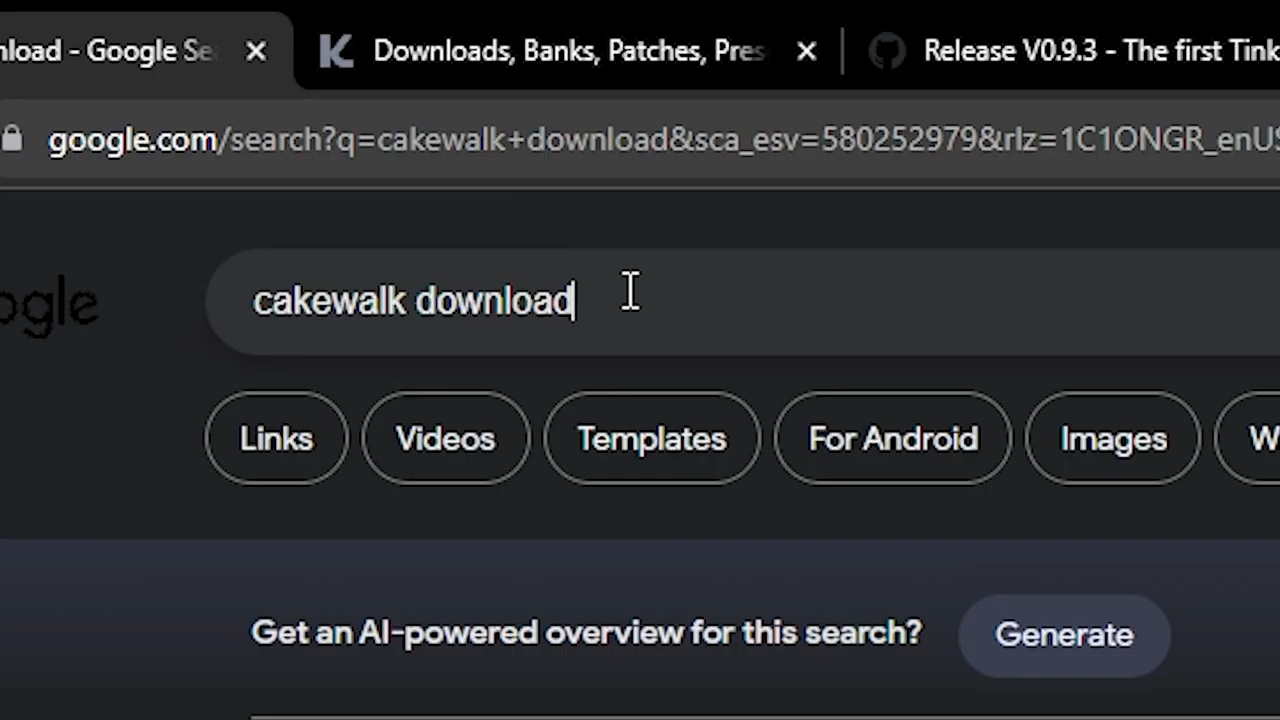 nload - Google Se
Downloads, Banks, Patches, Pres
Release V0.9.3 - The first Tink
google.com/search?q=cakewalk+download&sca_esv=580252979&rlz=1C1ONGR_enUS
ogle
cakewalk download
Links
Videos
Templates
For Android
Images
W
Get an AI-powered overview for this search?
Generate